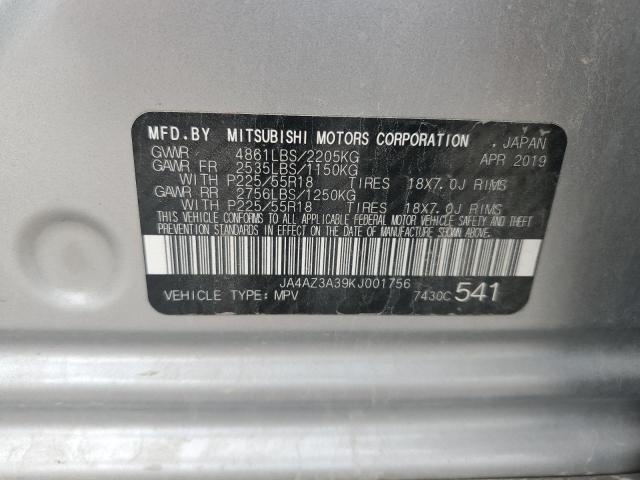 MFD.BY MITSUBISHI MOTORS CORPORATION . JAPAN
GVWR 4861LBS/2205KG APR 2019
GAWR FR 2535LBS/1150KG
WITH P225/55R18 TIRES 18X7.0J RIMS
GAWR RR 2756LBS/1250KG
WITH P225/55R18 TIRES 18X7.0J RIMS
THIS VEHICLE CONFORMS TO ALL APPLICABLE FEDERAL MOTOR VEHICLE SAFETY AND THEFT
PREVENTION STANDARDS IN EFFECT ON THE DATE OF MANUFACTURE SHOWN ABOVE.
JA4AZ3A39KJ001756
VEHICLE TYPE: MPV 7430C 541